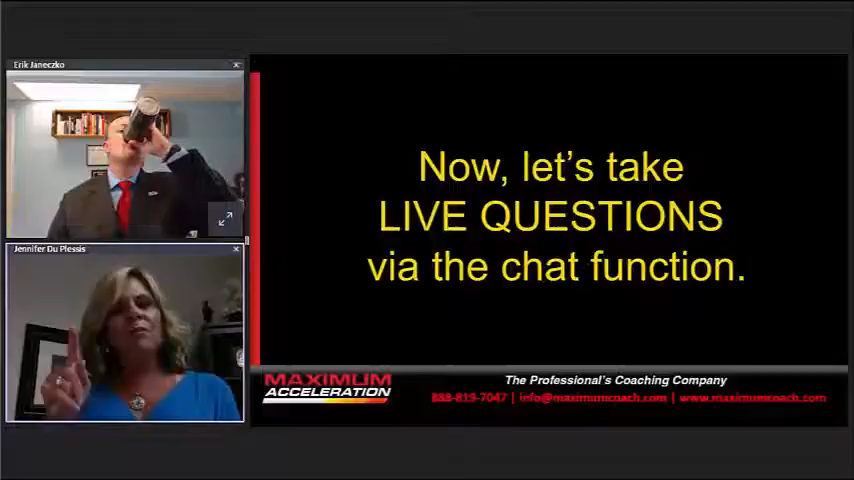 Erik Janeczko
Jennifer Du Plessis
Now, let's take
LIVE QUESTIONS
via the chat function.
MAXIMUM
ACCELERATION
The Professional's Coaching Company
888-819-7047 | info@maximumcoach.com | www.maximumcoach.com